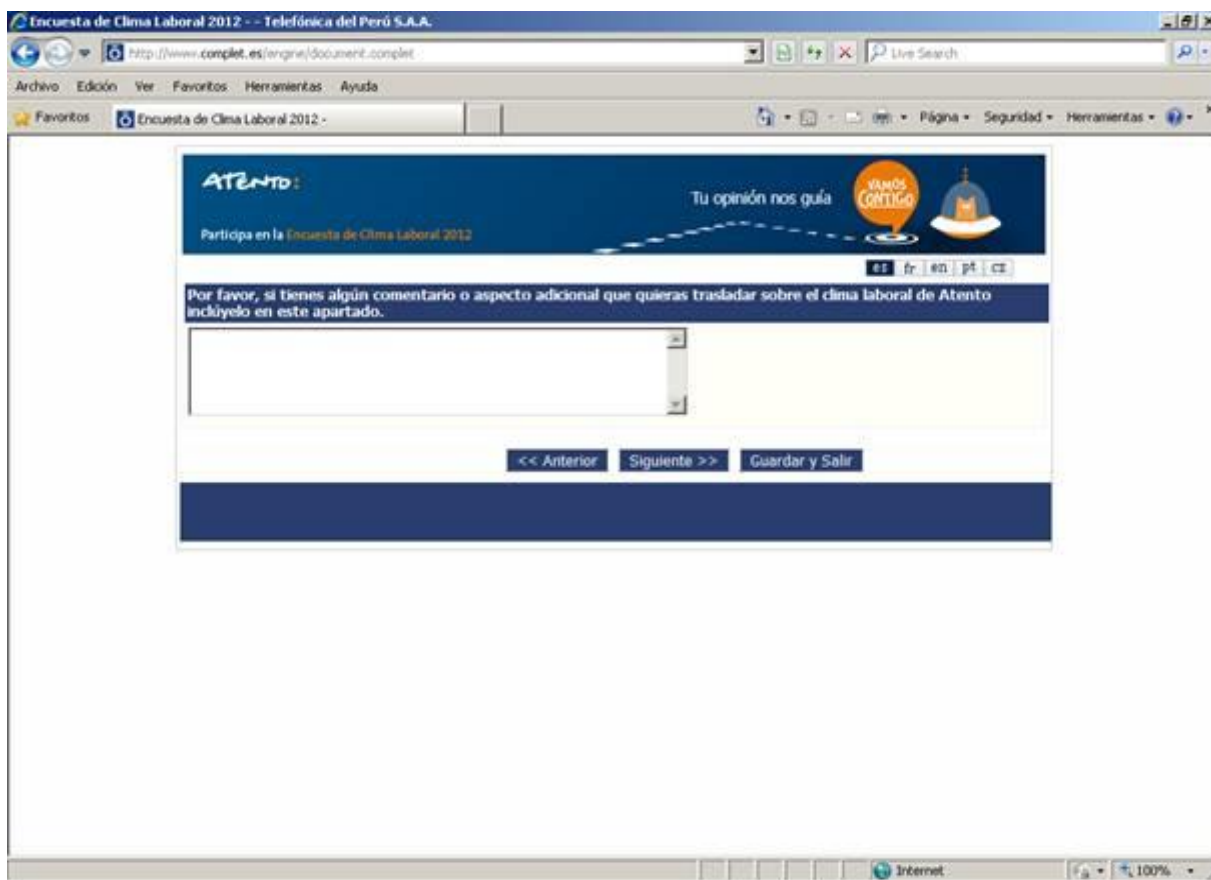 Encuesta de Clima Laboral 2012 - - Telefónica del Perú S.A.A.
http://www.complet.es/engine/document.complet
Live Search
Archivo Edición Ver Favoritos Herramientas Ayuda
Favoritos
Encuesta de Clima Laboral 2012 -
Página Seguridad Herramientas
ATENTO:
Tu opinión nos guía
VAMOS
CONTIGO
Participa en la Encuesta de Clima Laboral 2012
es fr en pt cz
Por favor, si tienes algún comentario o aspecto adicional que quieras trasladar sobre el clima laboral de Atento
inclúyelo en este apartado.
<< Anterior
Siguiente >>
Guardar y Salir
Internet
100%